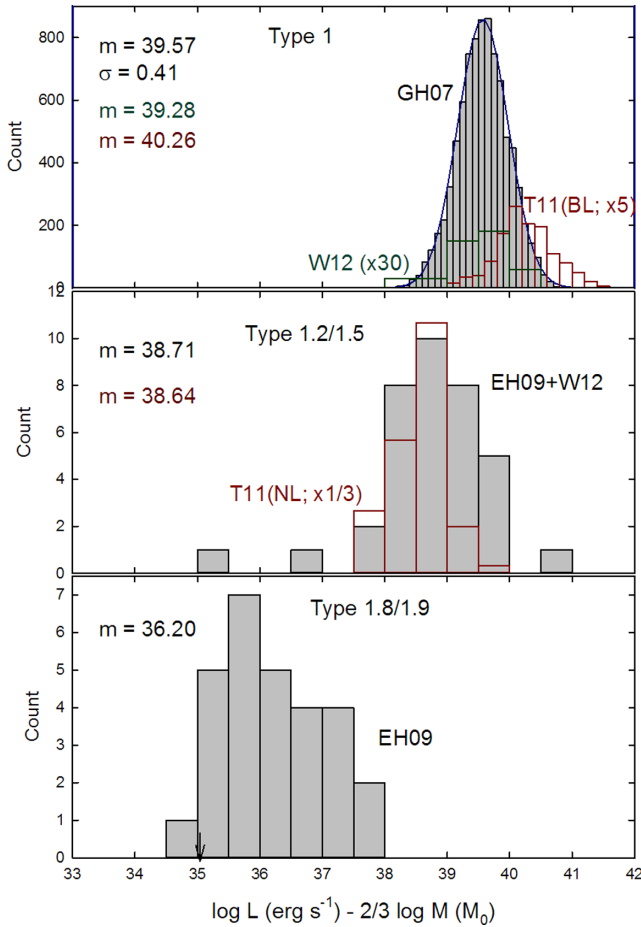 800
600
400
200
0
Count
m = 39.57
σ = 0.41
m = 39.28
m = 40.26
Type 1
GH07
T11(BL; x5)
W12 (x30)
12
10
8
6
4
2
0
Count
m = 38.71
m = 38.64
Type 1.2/1.5
EH09+W12
T11(NL; x1/3)
7
6
5
4
3
2
1
0
Count
m = 36.20
Type 1.8/1.9
EH09
33 34 35 36 37 38 39 40 41 42
log L (erg s⁻¹) - 2/3 log M (M₀)